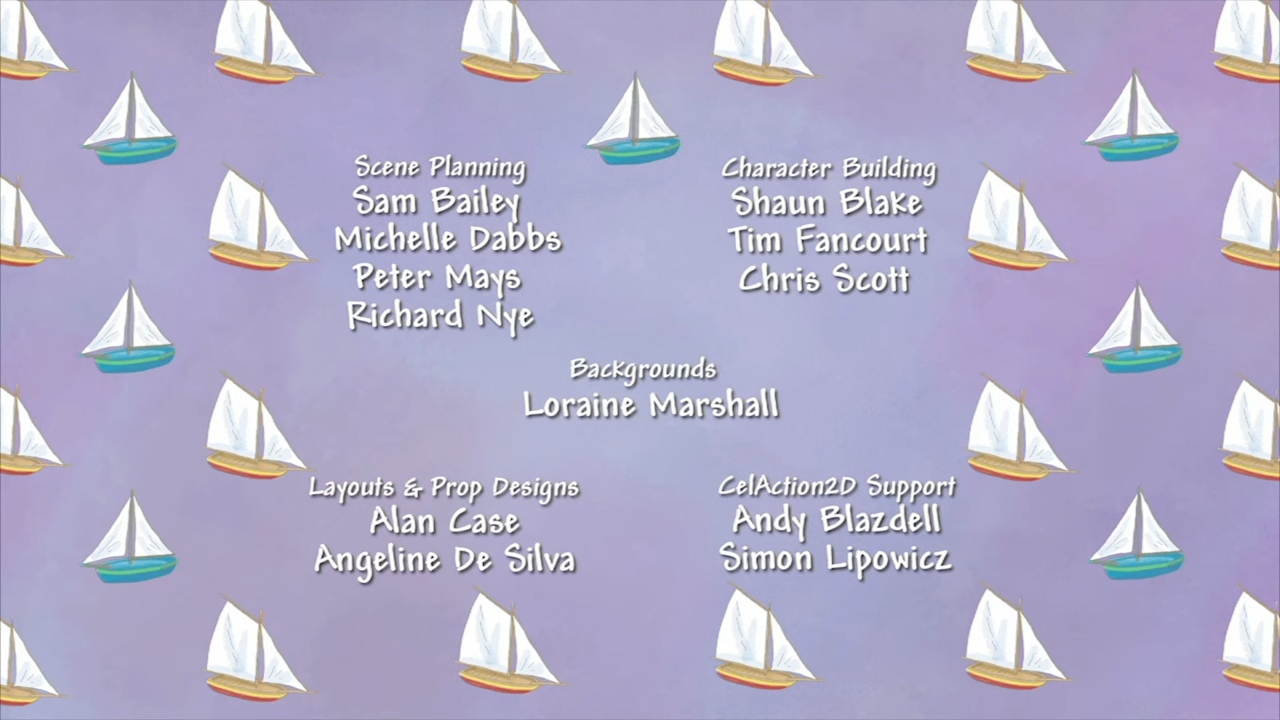 Scene Planning
Sam Bailey
Michelle Dabbs
Peter Mays
Richard Nye
Character Building
Shaun Blake
Tim Fancourt
Chris Scott
Backgrounds
Loraine Marshall
Layouts & Prop Designs
Alan Case
Angeline De Silva
CelAction2D Support
Andy Blazdell
Simon Lipowicz